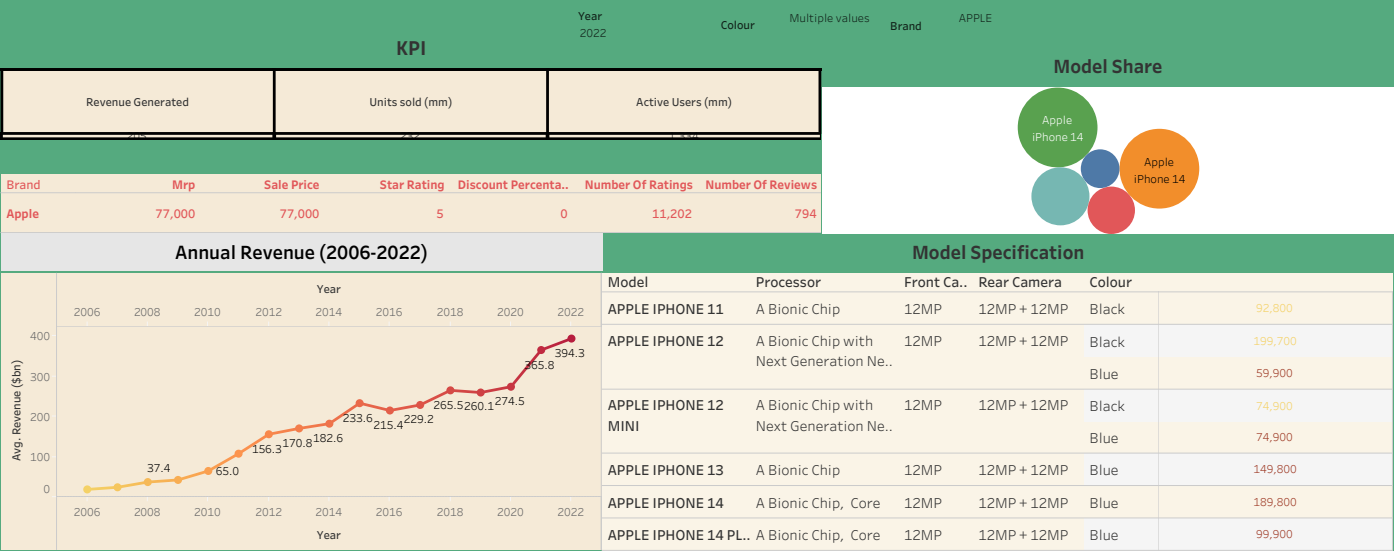 Year
2022
Colour
Multiple values
Brand
APPLE
KPI
Model Share
Revenue Generated
Units sold (mm)
Active Users (mm)
Apple
iPhone 14
Apple
iPhone 14
Brand Mrp Sale Price Star Rating Discount Percenta.. Number Of Ratings Number Of Reviews
Apple 77,000 77,000 5 0 11,202 794
Annual Revenue (2006-2022)
Year
2006 2008 2010 2012 2014 2016 2018 2020 2022
Avg. Revenue ($bn)
400
300
200
100
0
37.4
65.0
156.3
170.8
182.6
233.6
215.4
229.2
265.5
260.1
274.5
365.8
394.3
2006 2008 2010 2012 2014 2016 2018 2020 2022
Year
Model Specification
Model Processor Front Ca.. Rear Camera Colour
APPLE IPHONE 11 A Bionic Chip 12MP 12MP + 12MP Black 92,800
APPLE IPHONE 12 A Bionic Chip with 12MP 12MP + 12MP Black 199,700
Next Generation Ne.. Blue 59,900
APPLE IPHONE 12 A Bionic Chip with 12MP 12MP + 12MP Black 74,900
MINI Next Generation Ne.. Blue 74,900
APPLE IPHONE 13 A Bionic Chip 12MP 12MP + 12MP Blue 149,800
APPLE IPHONE 14 A Bionic Chip, Core 12MP 12MP + 12MP Blue 189,800
APPLE IPHONE 14 PL.. A Bionic Chip, Core 12MP 12MP + 12MP Blue 99,900